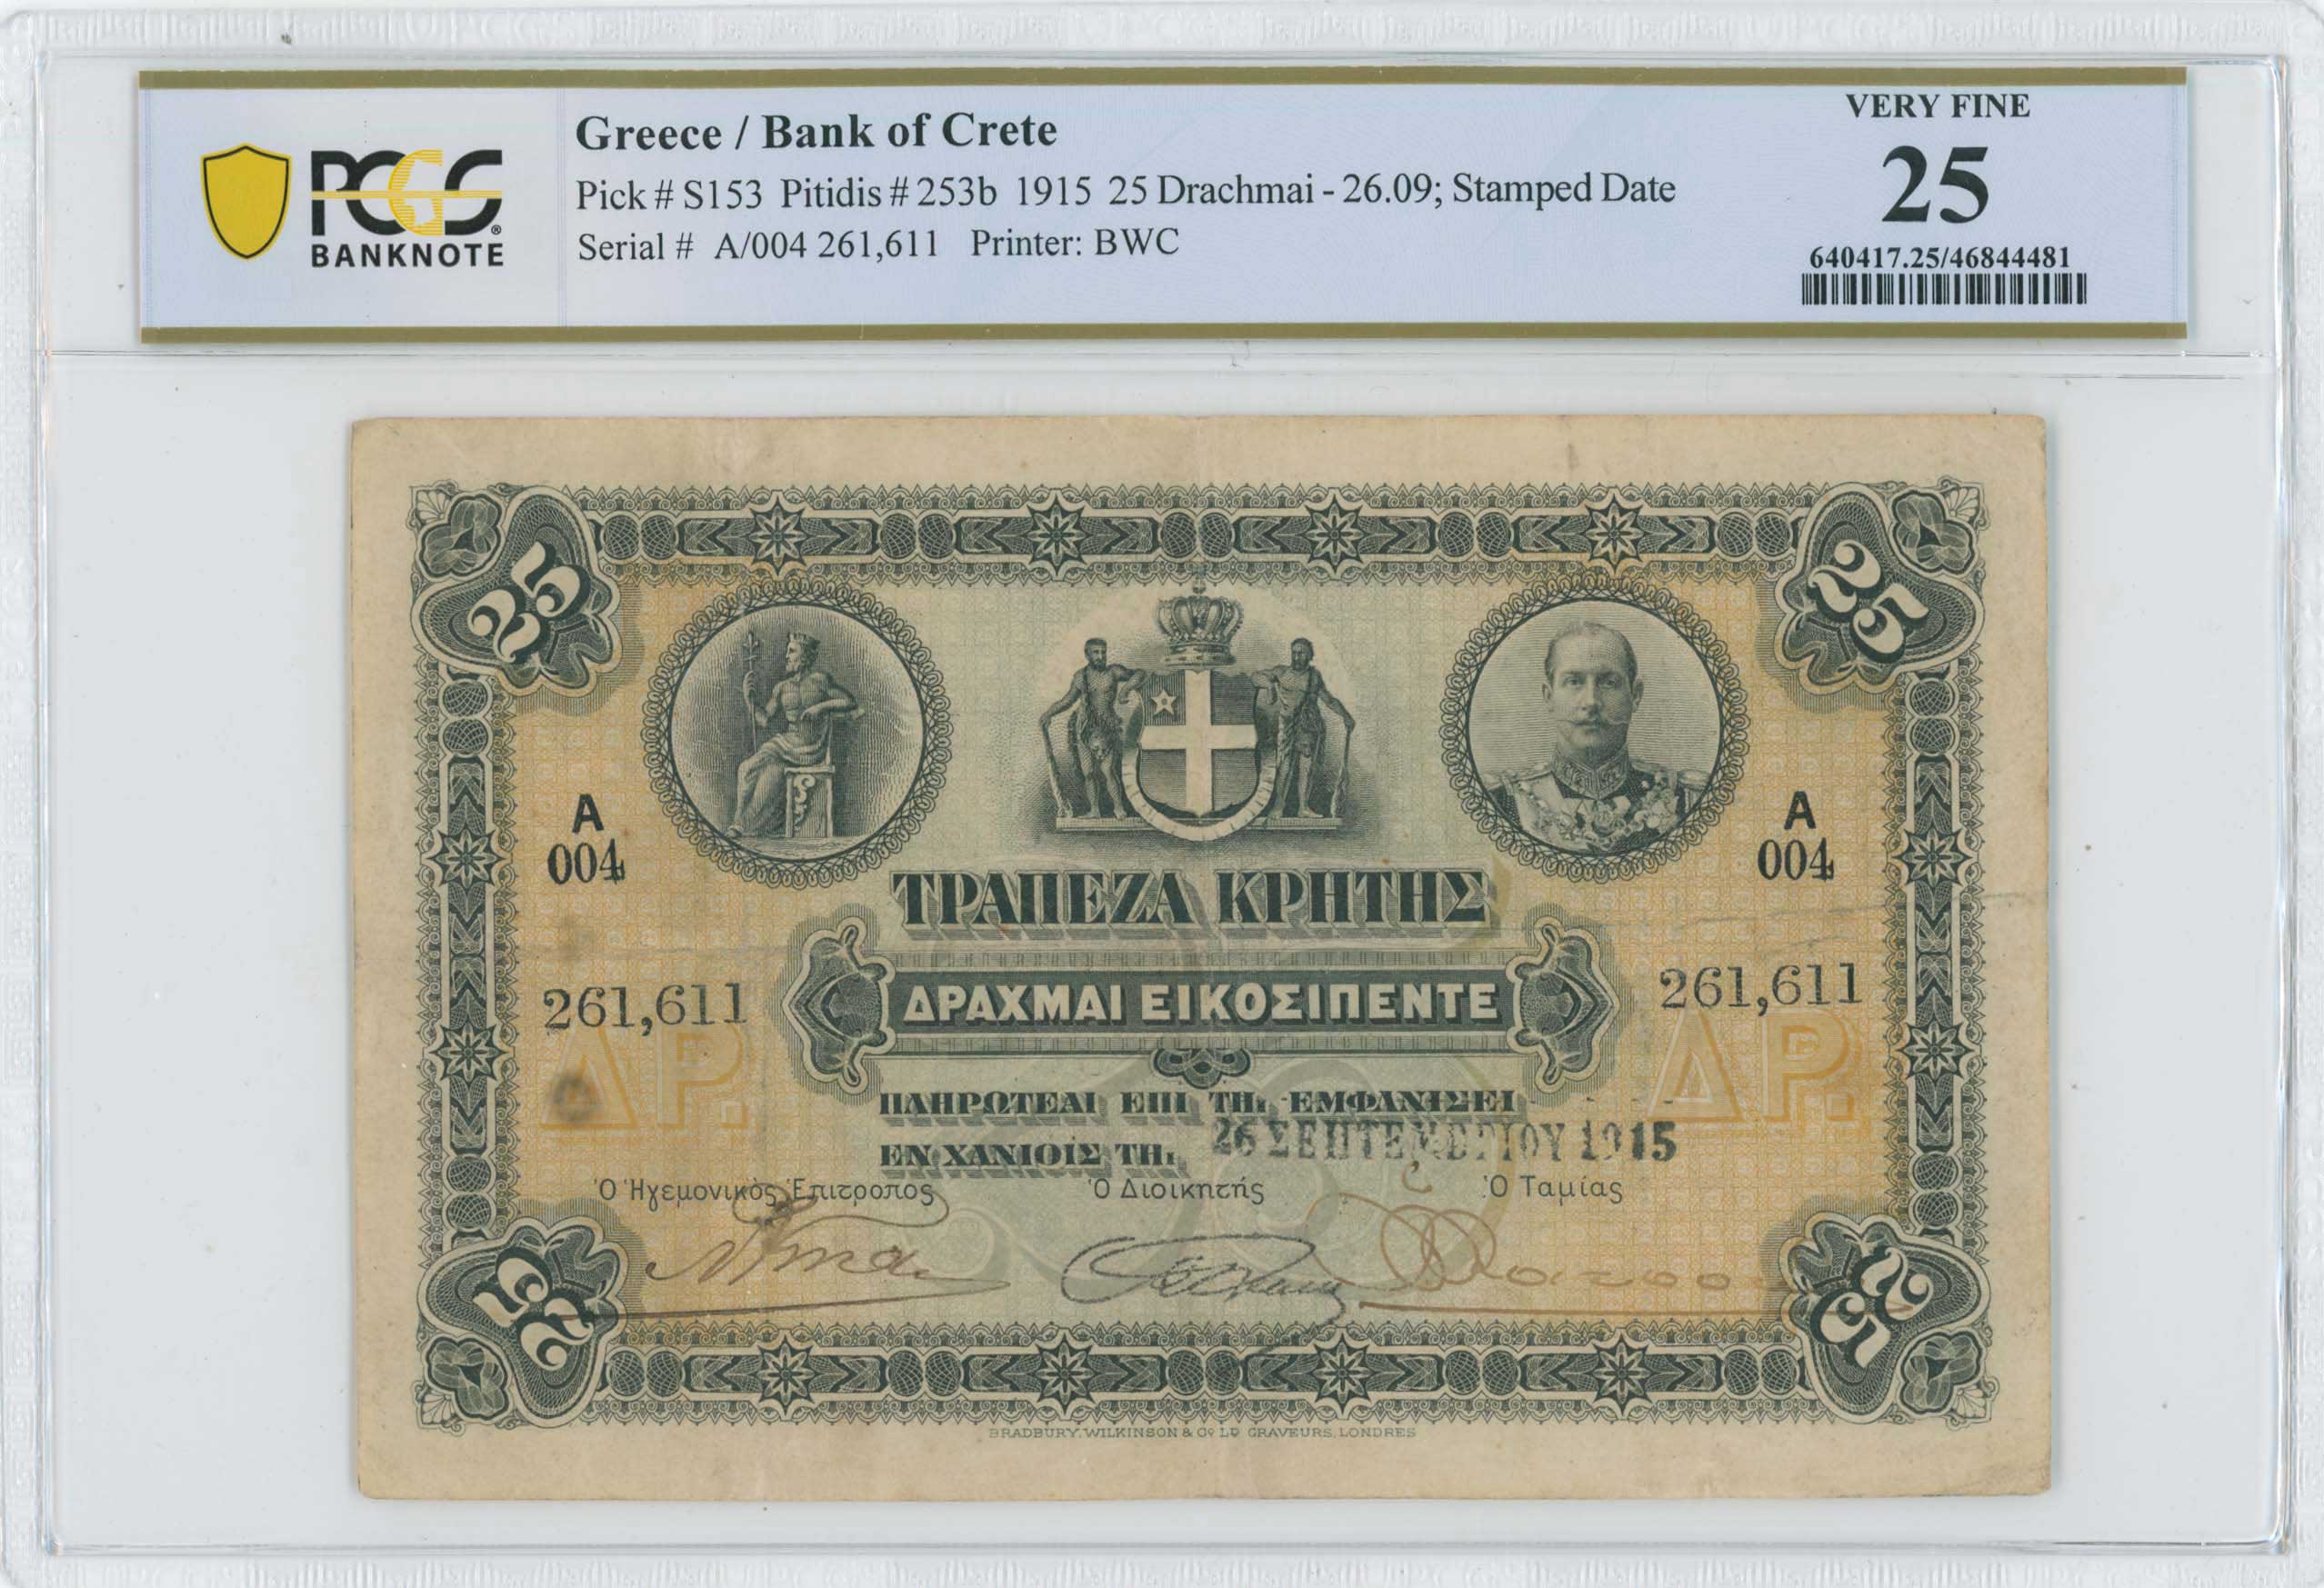 PCGS
BANKNOTE
Greece / Bank of Crete
Pick # S153 Pitidis # 253b 1915 25 Drachmai - 26.09; Stamped Date
Serial # A/004 261,611 Printer: BWC
VERY FINE
25
640417.25/46844481
25
25
A
004
A
004
ΤΡΑΠΕΖΑ ΚΡΗΤΗΣ
261,611
261,611
ΔΡΑΧΜΑΙ ΕΙΚΟΣΙΠΕΝΤΕ
ΔΡ.
ΔΡ.
ΠΛΗΡΩΤΕΑΙ ΕΠΙ ΤΗι ΕΜΦΑΝΙΣΕΙ
ΕΝ ΧΑΝΙΟΙΣ ΤΗι 26 ΣΕΠΤΕΜΒΡΙΟΥ 1915
Ὁ Ἡγεμονικὸς Ἐπίτροπος
Ὁ Διοικητής
Ὁ Ταμίας
25
25
BRADBURY, WILKINSON & Co LD GRAVEURS, LONDRES